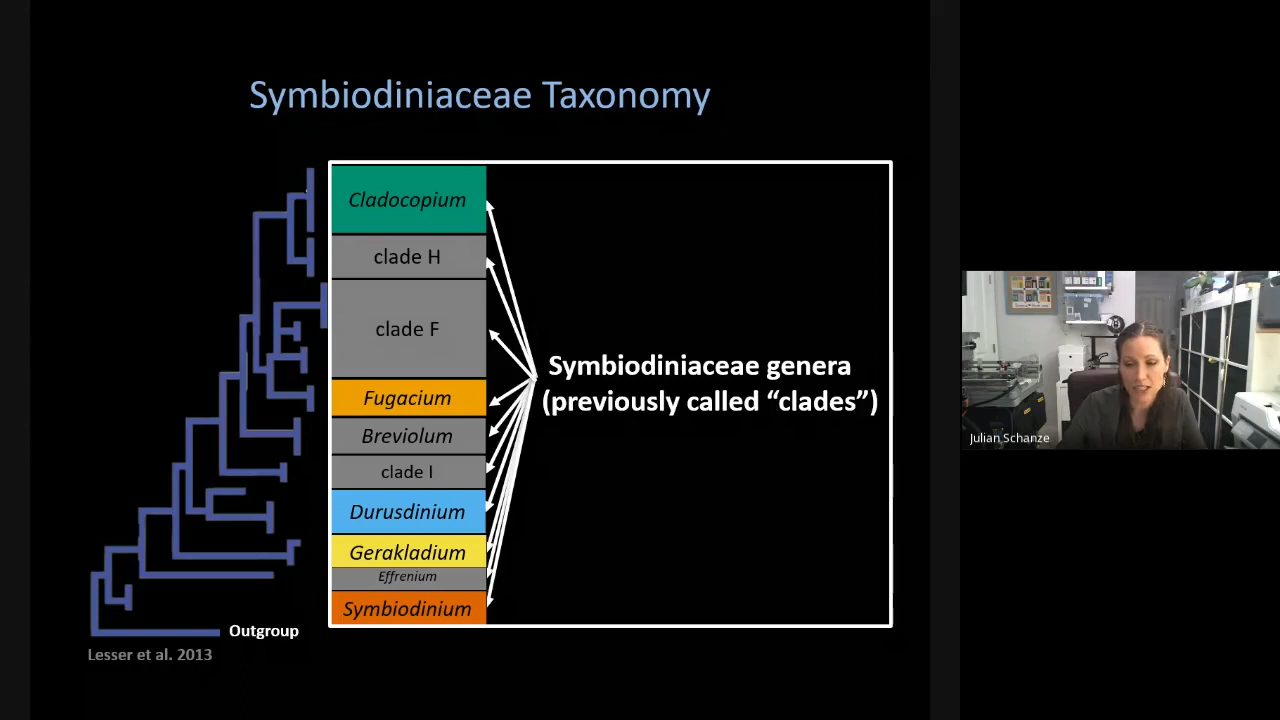 Symbiodiniaceae Taxonomy
Cladocopium
clade H
clade F
Fugacium
Breviolum
clade I
Durusdinium
Gerakladium
Effrenium
Symbiodinium
Symbiodiniaceae genera
(previously called “clades”)
Outgroup
Lesser et al. 2013
Julian Schanze